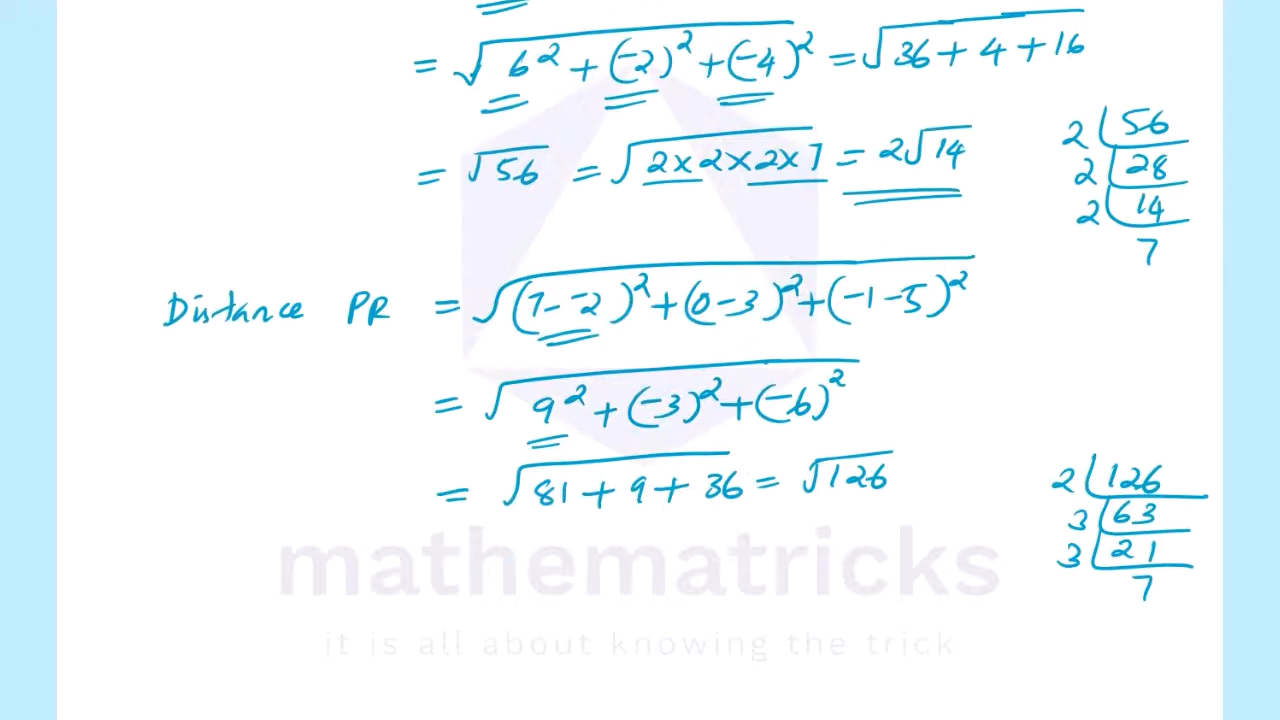 = √(6² + (-2)² + (-4)²) = √(36 + 4 + 16)
= √56 = √(2×2×2×7) = 2√14
2 | 56
2 | 28
2 | 14
7
Distance PR = √((7--2)² + (0-3)² + (-1-5)²)
= √(9² + (-3)² + (-6)²)
= √(81 + 9 + 36) = √126
2 | 126
3 | 63
3 | 21
7
mathematricks
it is all about knowing the trick